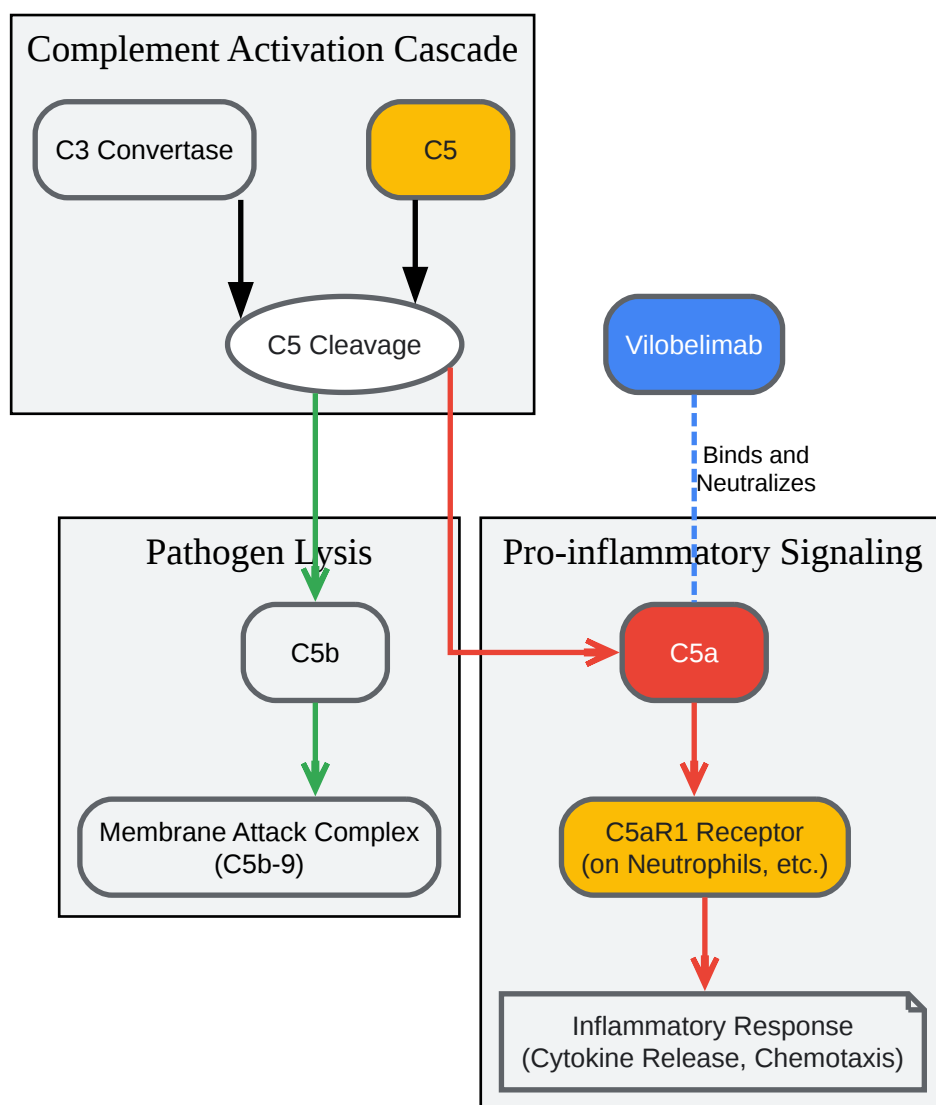 Complement Activation Cascade
C3 Convertase
C5
C5 Cleavage
Vilobelimab
Binds and
Neutralizes
Pathogen Lysis
Pro-inflammatory Signaling
C5b
C5a
Membrane Attack Complex
(C5b-9)
C5aR1 Receptor
(on Neutrophils, etc.)
Inflammatory Response
(Cytokine Release, Chemotaxis)